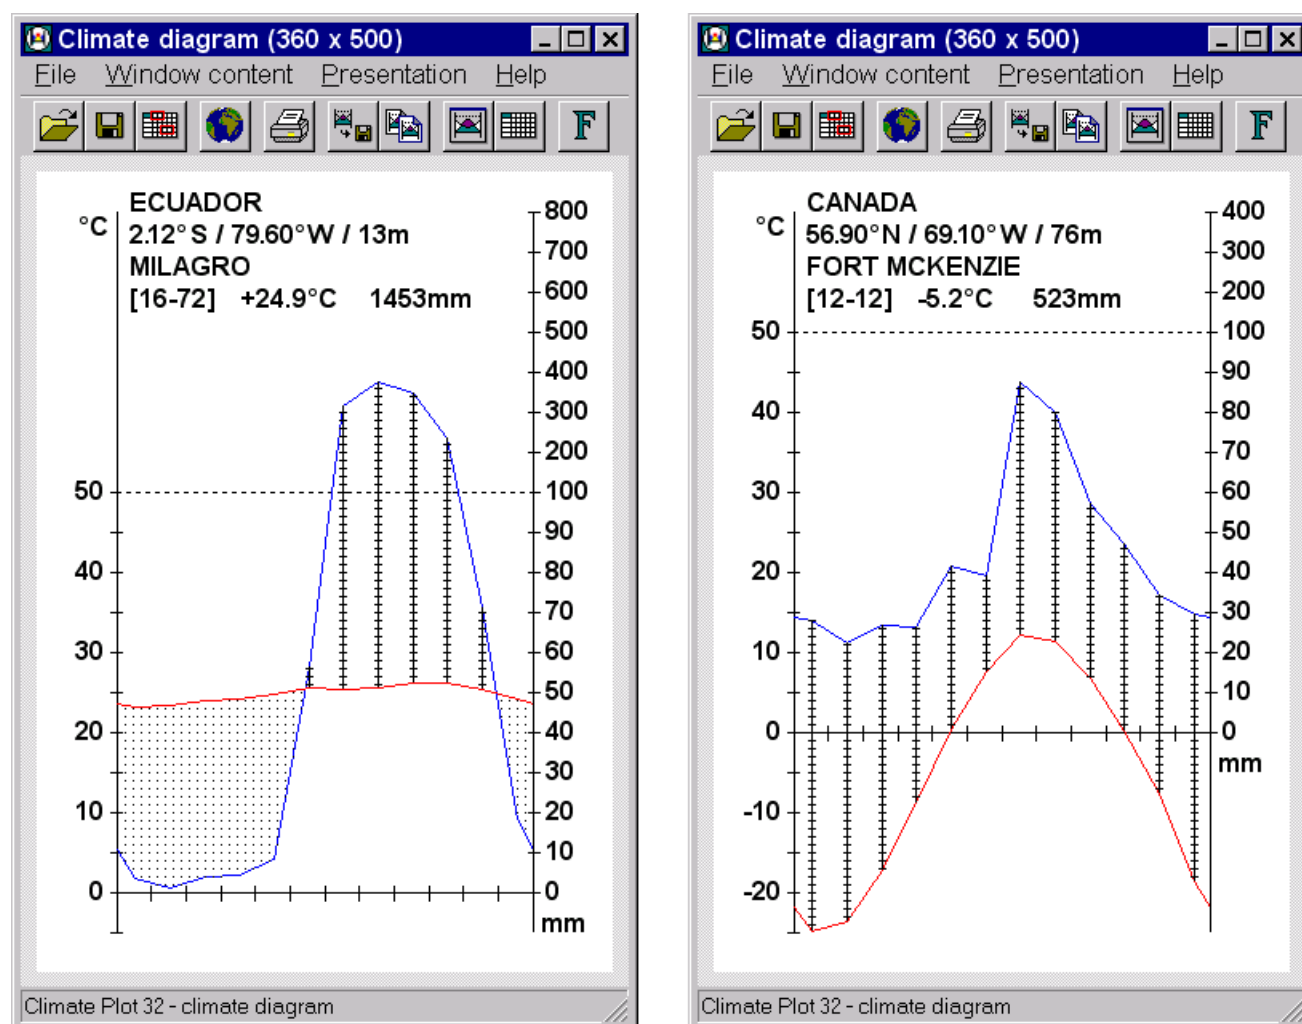 Climate diagram (360 x 500)
File Window content Presentation Help
F
°C
ECUADOR
2.12°S / 79.60°W / 13m
MILAGRO
[16-72] +24.9°C 1453mm
800
700
600
500
400
300
200
50
100
90
40
80
70
30
60
50
20
40
30
10
20
10
0
0
mm
Climate Plot 32 - climate diagram
Climate diagram (360 x 500)
File Window content Presentation Help
F
°C
CANADA
56.90°N / 69.10°W / 76m
FORT MCKENZIE
[12-12] -5.2°C 523mm
400
300
200
50
100
90
40
80
70
30
60
50
20
40
30
10
20
10
0
0
mm
-10
-20
Climate Plot 32 - climate diagram